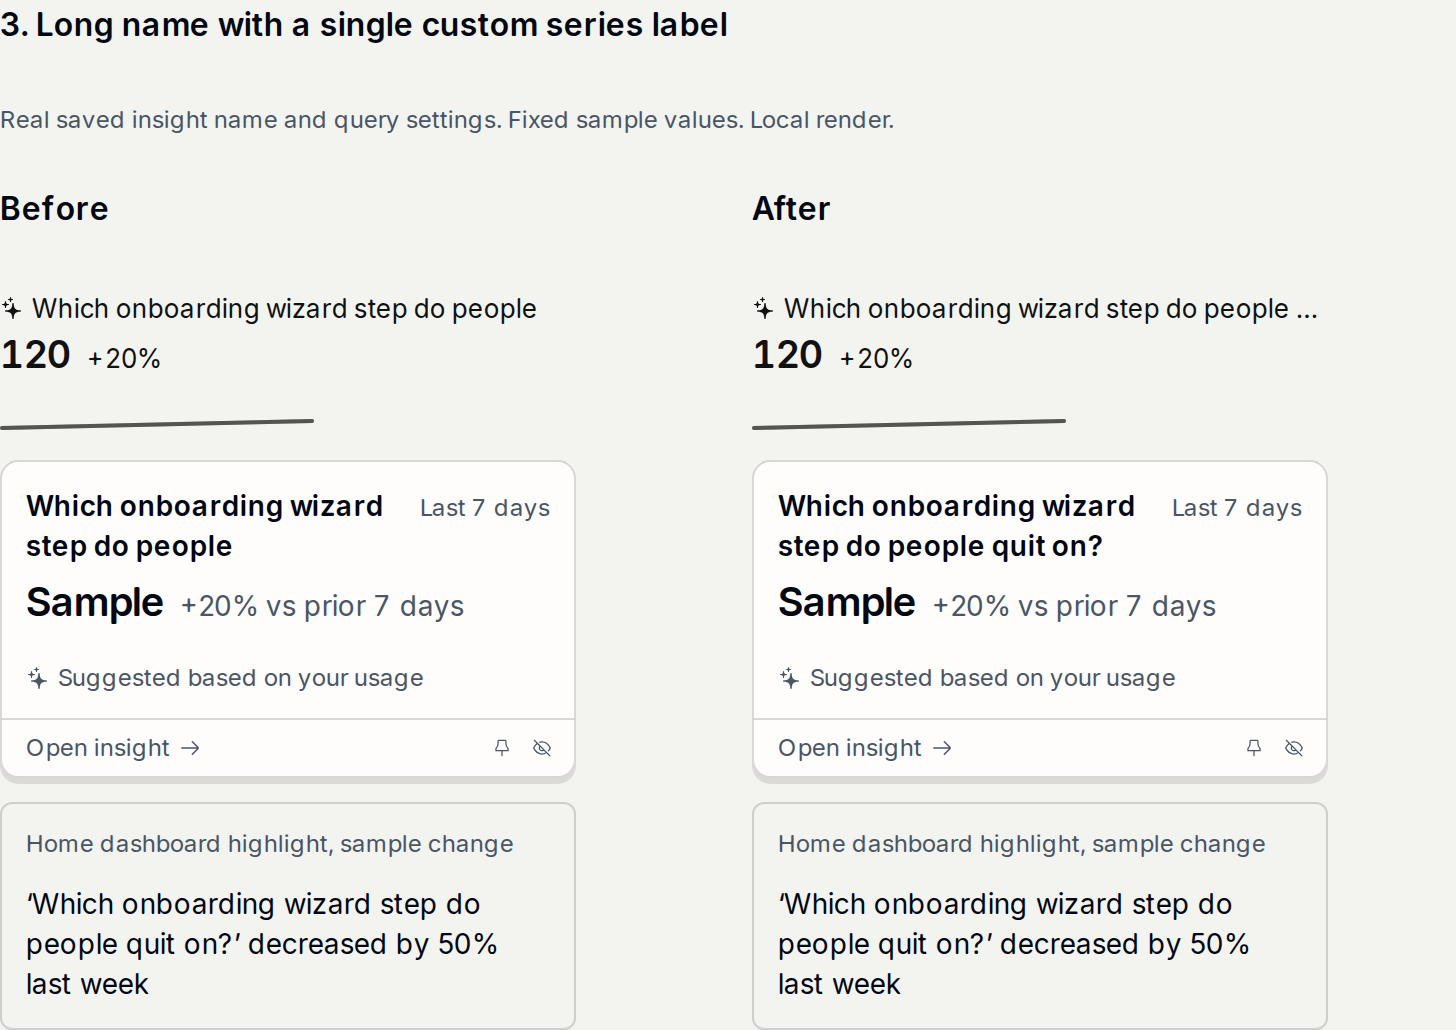 3. Long name with a single custom series label
Real saved insight name and query settings. Fixed sample values. Local render.
Before
Which onboarding wizard step do people
120 +20%
Which onboarding wizard Last 7 days
step do people
Sample +20% vs prior 7 days
Suggested based on your usage
Open insight →
Home dashboard highlight, sample change
‘Which onboarding wizard step do
people quit on?’ decreased by 50%
last week
After
Which onboarding wizard step do people ...
120 +20%
Which onboarding wizard Last 7 days
step do people quit on?
Sample +20% vs prior 7 days
Suggested based on your usage
Open insight →
Home dashboard highlight, sample change
‘Which onboarding wizard step do
people quit on?’ decreased by 50%
last week